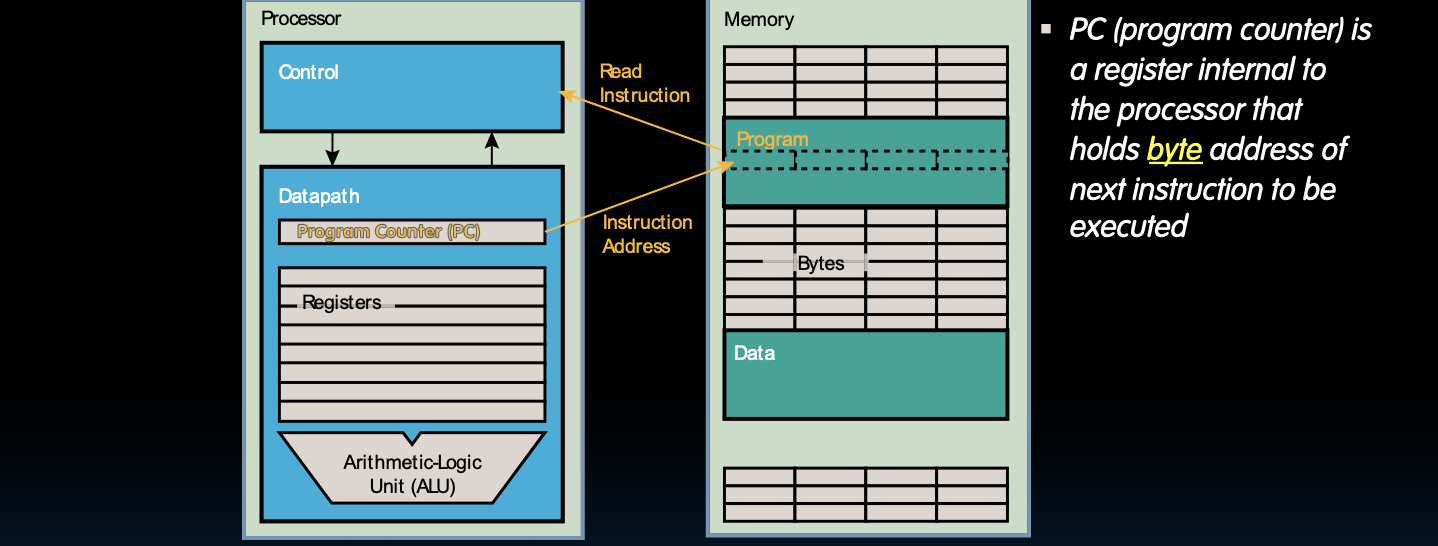 Processor
Control
Datapath
Program Counter (PC)
Registers
Arithmetic-Logic
Unit (ALU)
Read
Instruction
Instruction
Address
Memory
Program
Bytes
Data
▪ PC (program counter) is
a register internal to
the processor that
holds byte address of
next instruction to be
executed